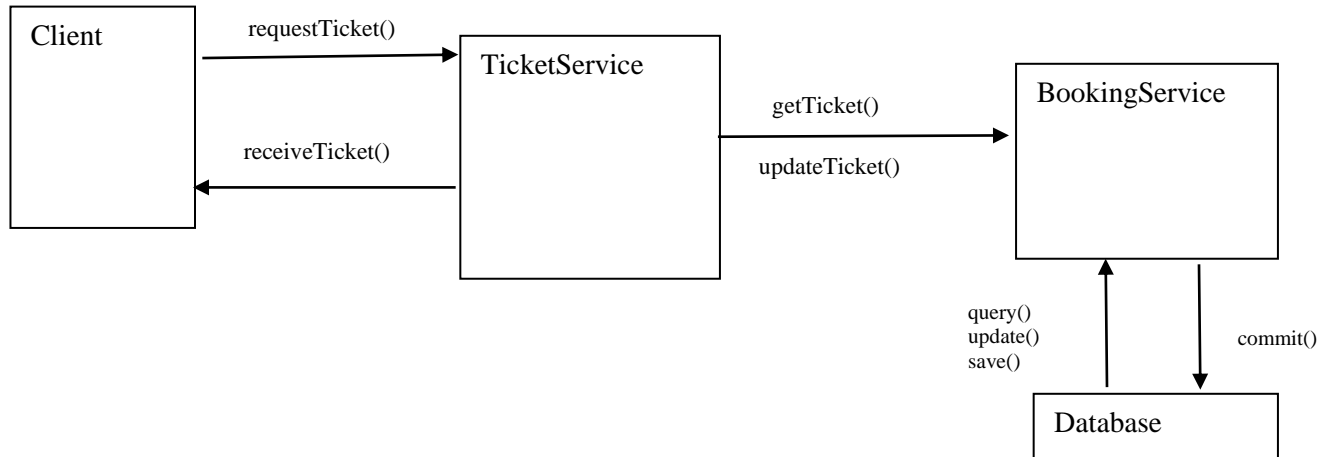 Client
requestTicket()
receiveTicket()
TicketService
getTicket()
updateTicket()
BookingService
query()
update()
save()
commit()
Database